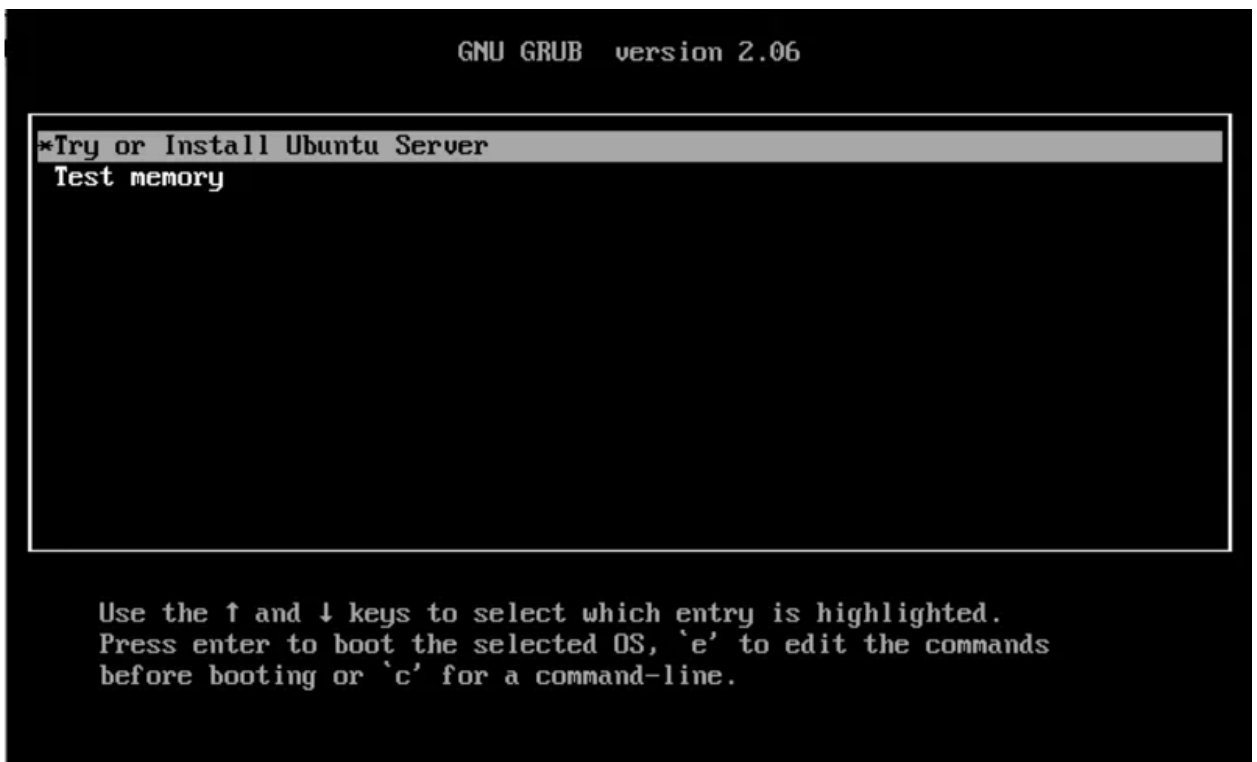 GNU GRUB  version 2.06
*Try or Install Ubuntu Server
Test memory
Use the ↑ and ↓ keys to select which entry is highlighted.
Press enter to boot the selected OS, `e' to edit the commands
before booting or `c' for a command-line.